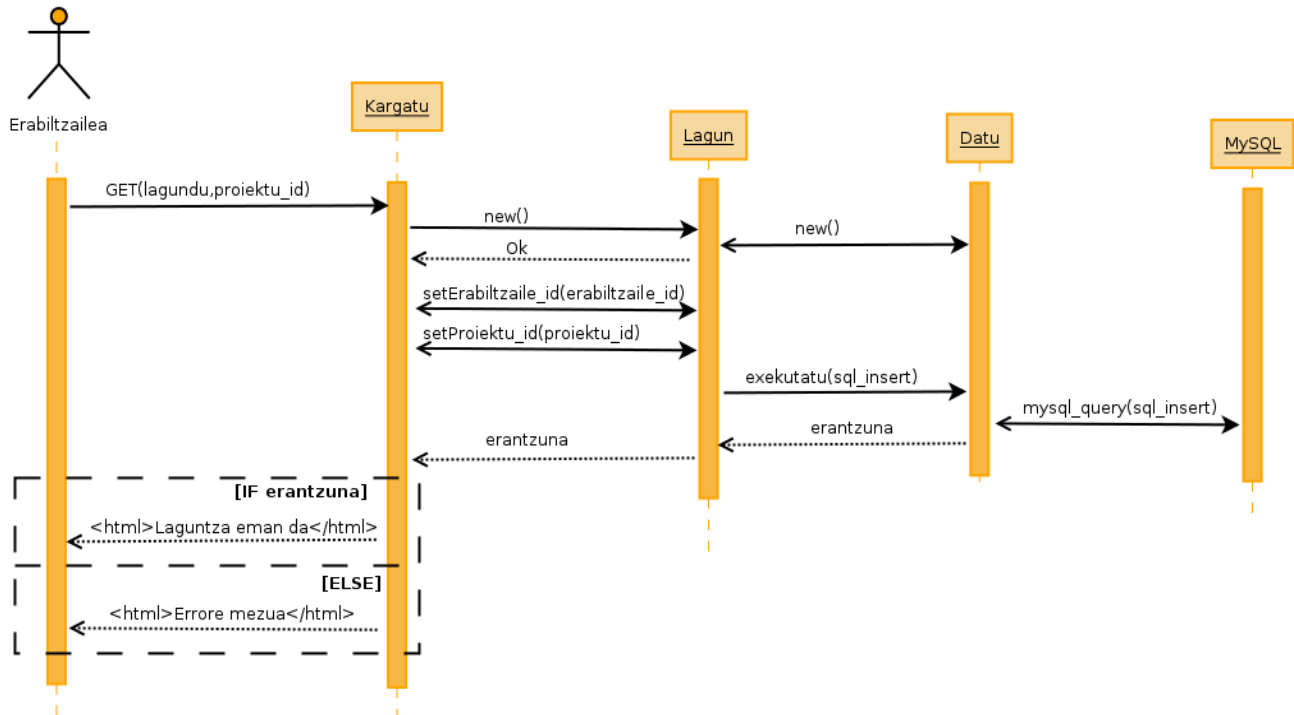 Erabiltzailea
Kargatu
Lagun
Datu
MySQL
GET(lagundu,proiektu_id)
new()
new()
Ok
setErabiltzaile_id(erabiltzaile_id)
setProiektu_id(proiektu_id)
exekutatu(sql_insert)
mysql_query(sql_insert)
erantzuna
erantzuna
[IF erantzuna]
<html>Laguntza eman da</html>
[ELSE]
<html>Errore mezua</html>